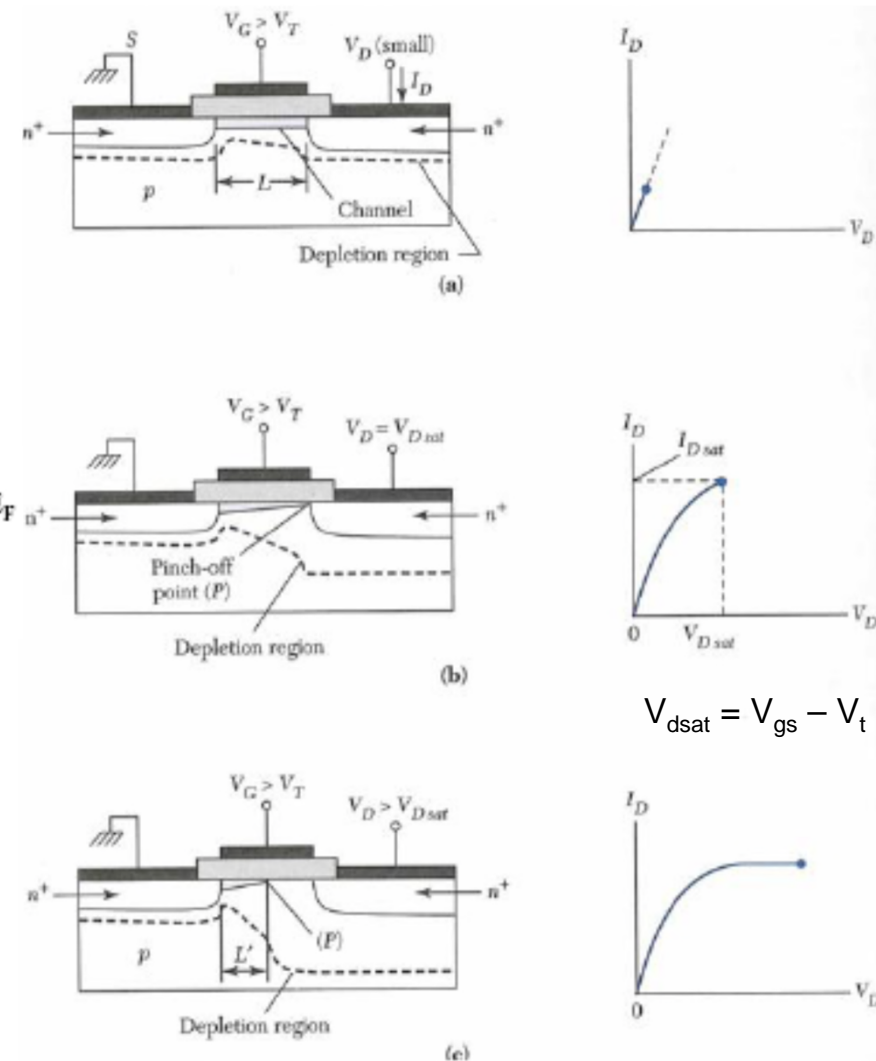 S
V_G > V_T
V_D (small)
I_D
n+
n+
L
p
Channel
Depletion region
(a)
I_D
V_D
V_G > V_T
V_D = V_D sat
F
n+
n+
Pinch-off
point (P)
Depletion region
(b)
I_D
I_D sat
0
V_D sat
V_D
V_dsat = V_gs – V_t
V_G > V_T
V_D > V_D sat
n+
n+
p
L'
(P)
Depletion region
(c)
I_D
0
V_D